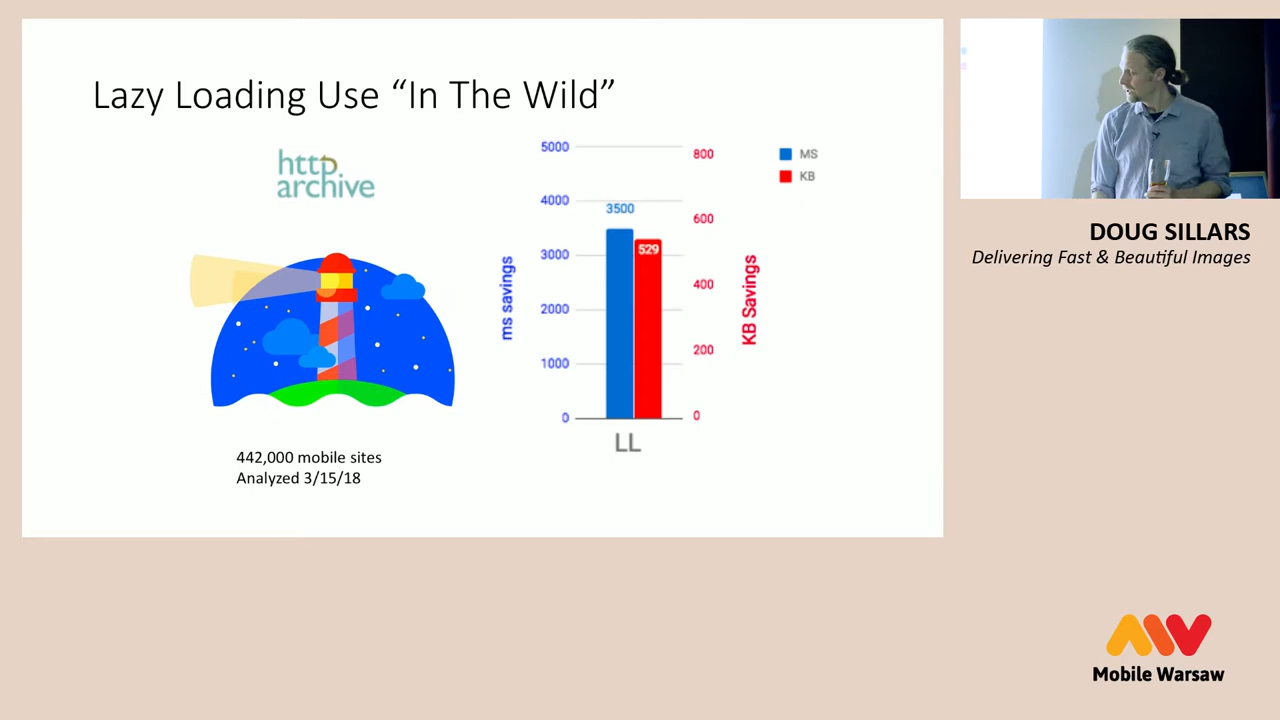 Lazy Loading Use “In The Wild”
http
archive
442,000 mobile sites
Analyzed 3/15/18
ms savings
5000
4000
3000
2000
1000
0
3500
529
LL
800
600
400
200
0
KB Savings
MS
KB
DOUG SILLARS
Delivering Fast & Beautiful Images
Mobile Warsaw